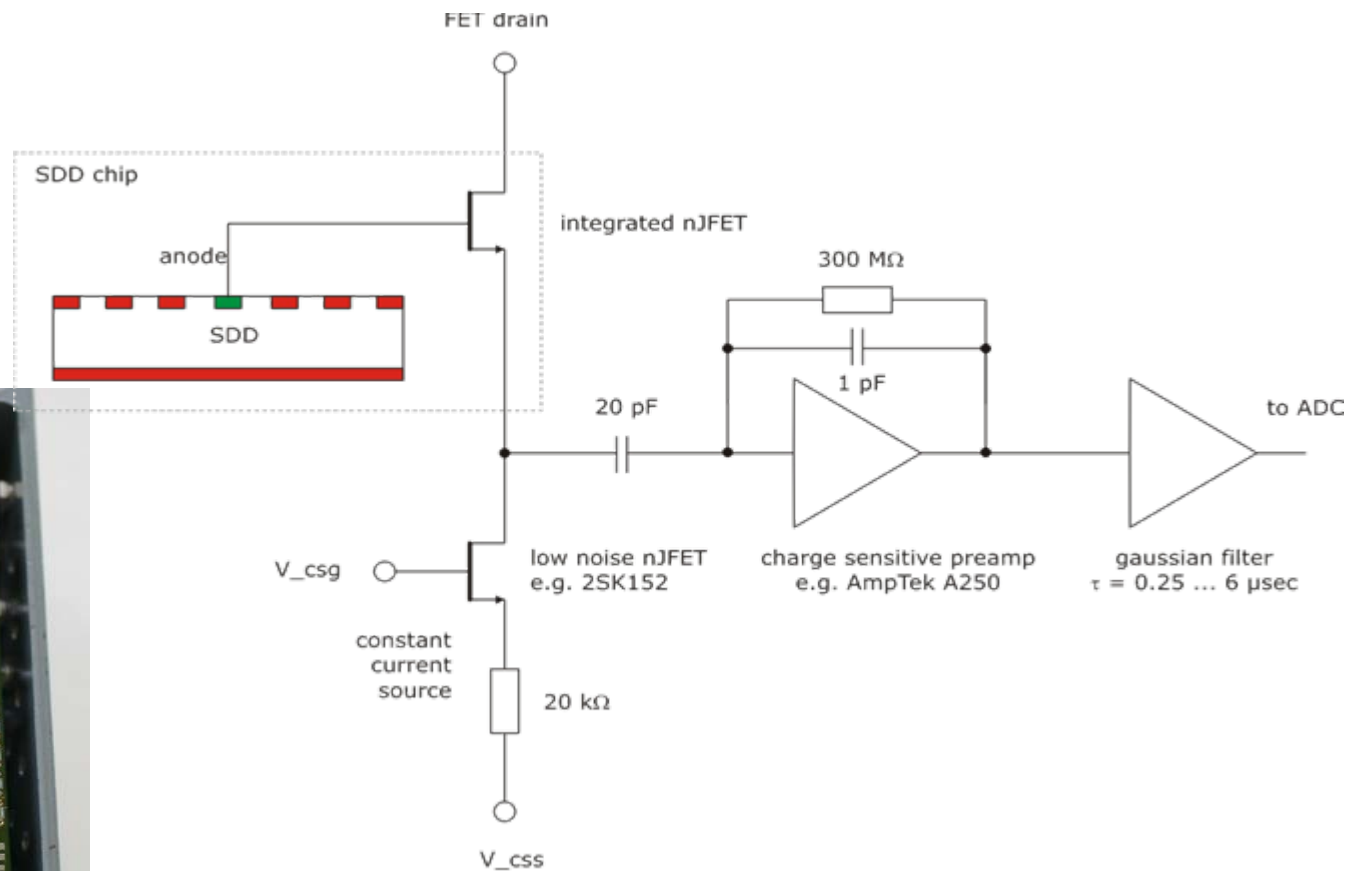 FET drain
SDD chip
integrated nJFET
anode
SDD
300 MΩ
1 pF
20 pF
to ADC
V_csg
low noise nJFET
e.g. 2SK152
charge sensitive preamp
e.g. AmpTek A250
gaussian filter
τ = 0.25 ... 6 μsec
constant
current
source
20 kΩ
V_css